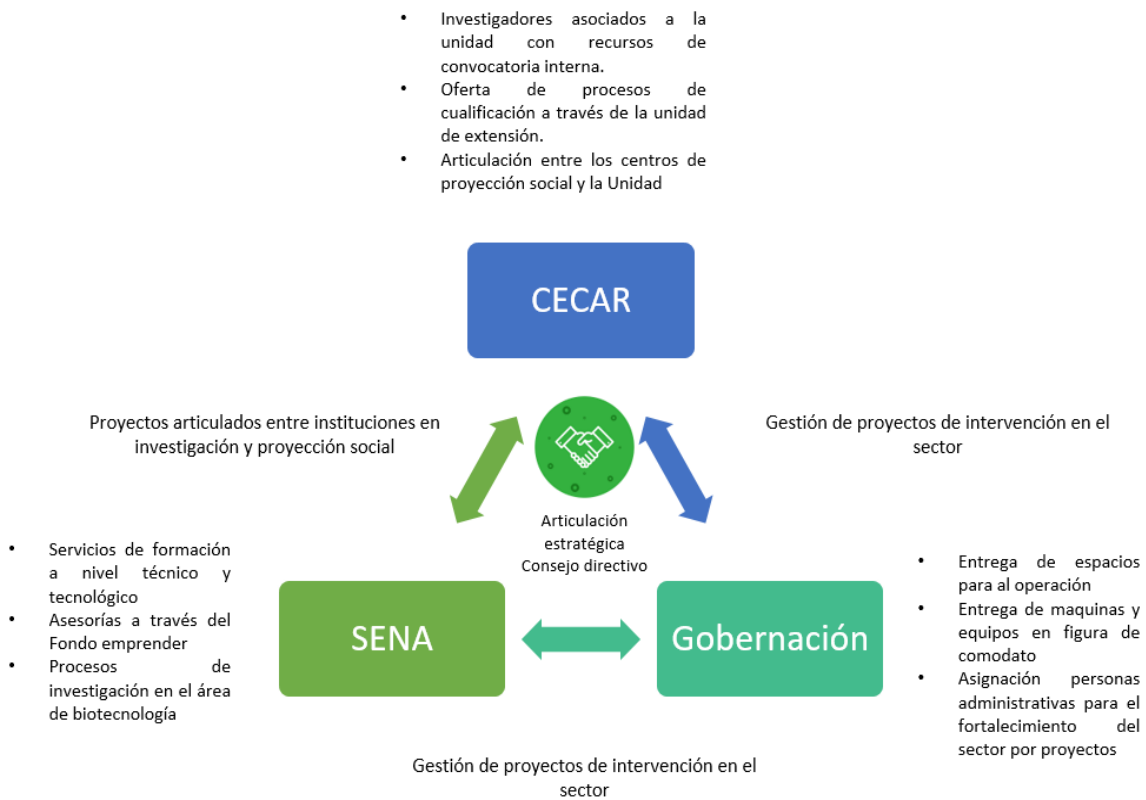 • Investigadores asociados a la
unidad con recursos de
convocatoria interna.
• Oferta de procesos de
cualificación a través de la unidad
de extensión.
• Articulación entre los centros de
proyección social y la Unidad
CECAR
Proyectos articulados entre instituciones en
investigación y proyección social
Gestión de proyectos de intervención en el
sector
Articulación
estratégica
Consejo directivo
• Servicios de formación
a nivel técnico y
tecnológico
• Asesorías a través del
Fondo emprender
• Procesos de
investigación en el área
de biotecnología
SENA
Gobernación
• Entrega de espacios
para al operación
• Entrega de maquinas y
equipos en figura de
comodato
• Asignación personas
administrativas para el
fortalecimiento del
sector por proyectos
Gestión de proyectos de intervención en el
sector